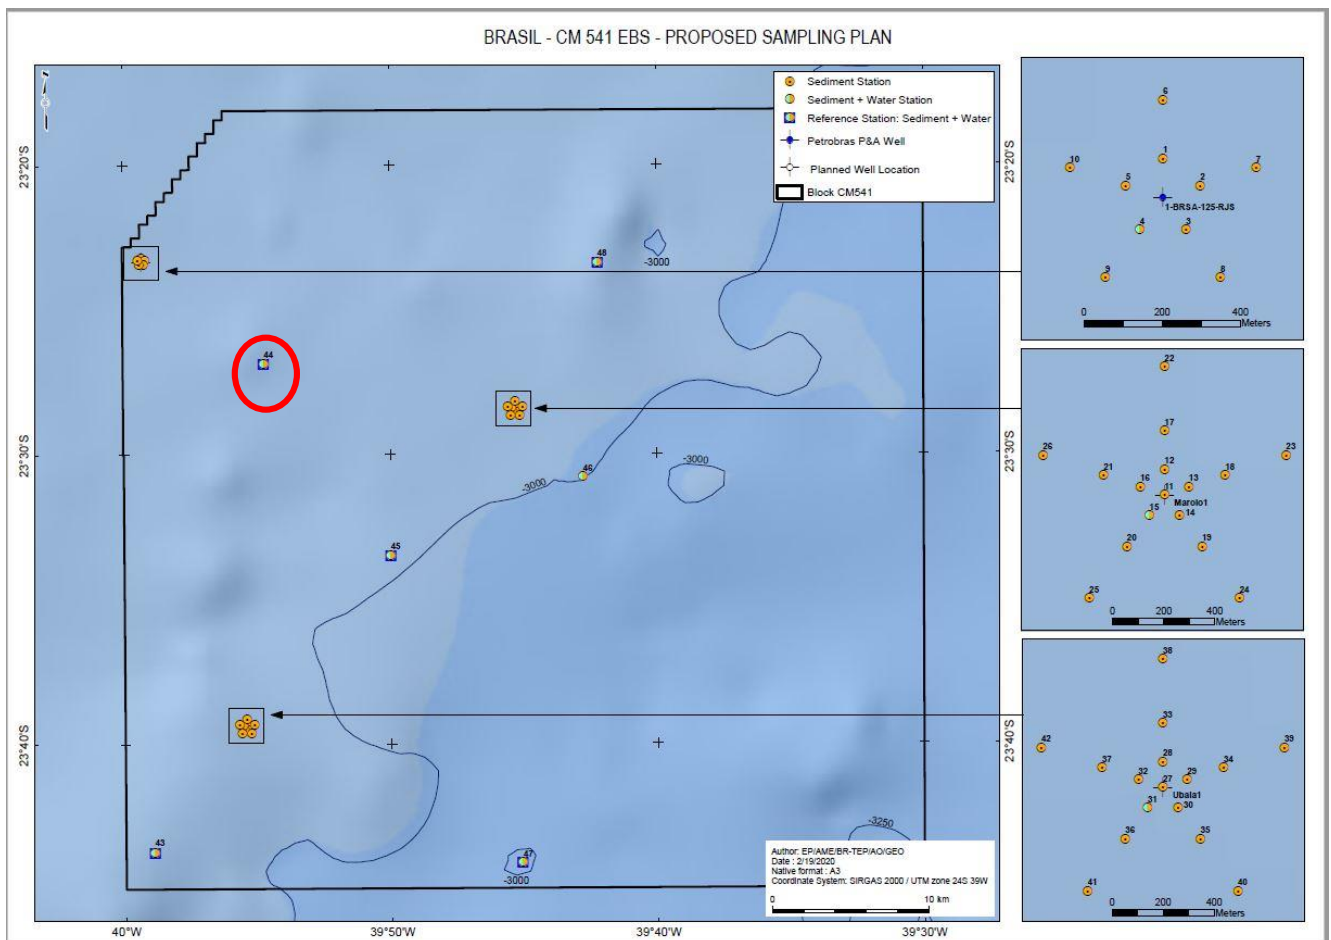 BRASIL - CM 541 EBS - PROPOSED SAMPLING PLAN
Sediment Station
Sediment + Water Station
Reference Station: Sediment + Water
Petrobras P&A Well
Planned Well Location
Block CM541
23°20'S
23°30'S
23°40'S
48
-3000
44
46
-3000
-3000
45
43
47
-3000
-3250
Author: EP/AME/BR-TEP/AO/GEO
Date : 2/19/2020
Native format : A3
Coordinate System: SIRGAS 2000 / UTM zone 24S 39W
0 10 km
40°W
39°50'W
39°40'W
39°30'W
23°20'S
23°30'S
23°40'S
6
1
10
7
5
2
1-BRSA-125-RJS
4
3
9
8
0 200 400
Meters
22
17
26
23
12
21
18
16
13
11
Marolo1
15
14
20
19
25
24
0 200 400
Meters
38
33
42
39
28
37
34
32
29
27
Ubaia1
31
30
36
35
41
40
0 200 400
Meters